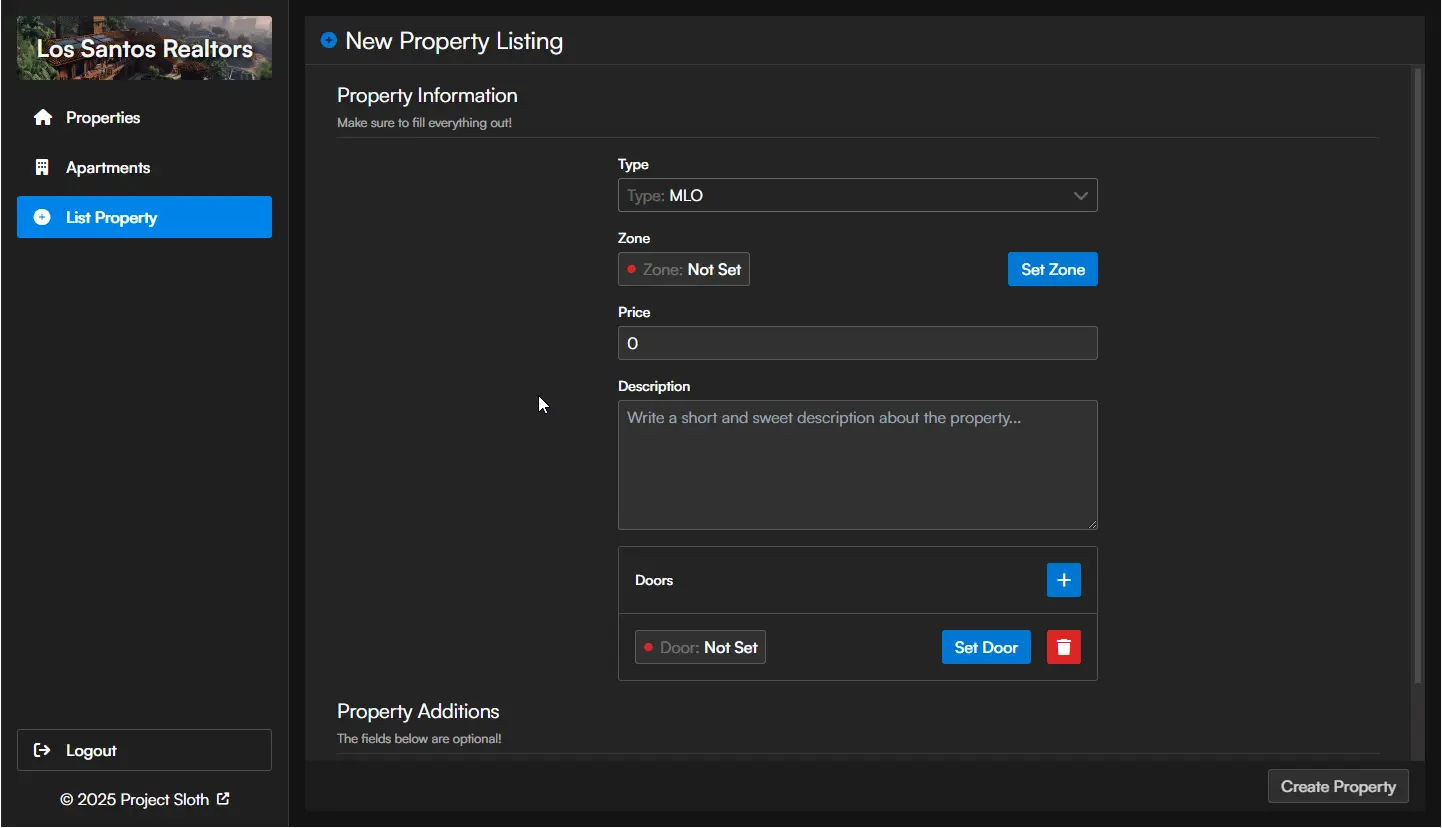 Los Santos Realtors
Properties
Apartments
List Property
Logout
© 2025 Project Sloth
New Property Listing
Property Information
Make sure to fill everything out!
Type
Type: MLO
Zone
Zone: Not Set
Set Zone
Price
0
Description
Write a short and sweet description about the property...
Doors
Door: Not Set
Set Door
Property Additions
The fields below are optional!
Create Property